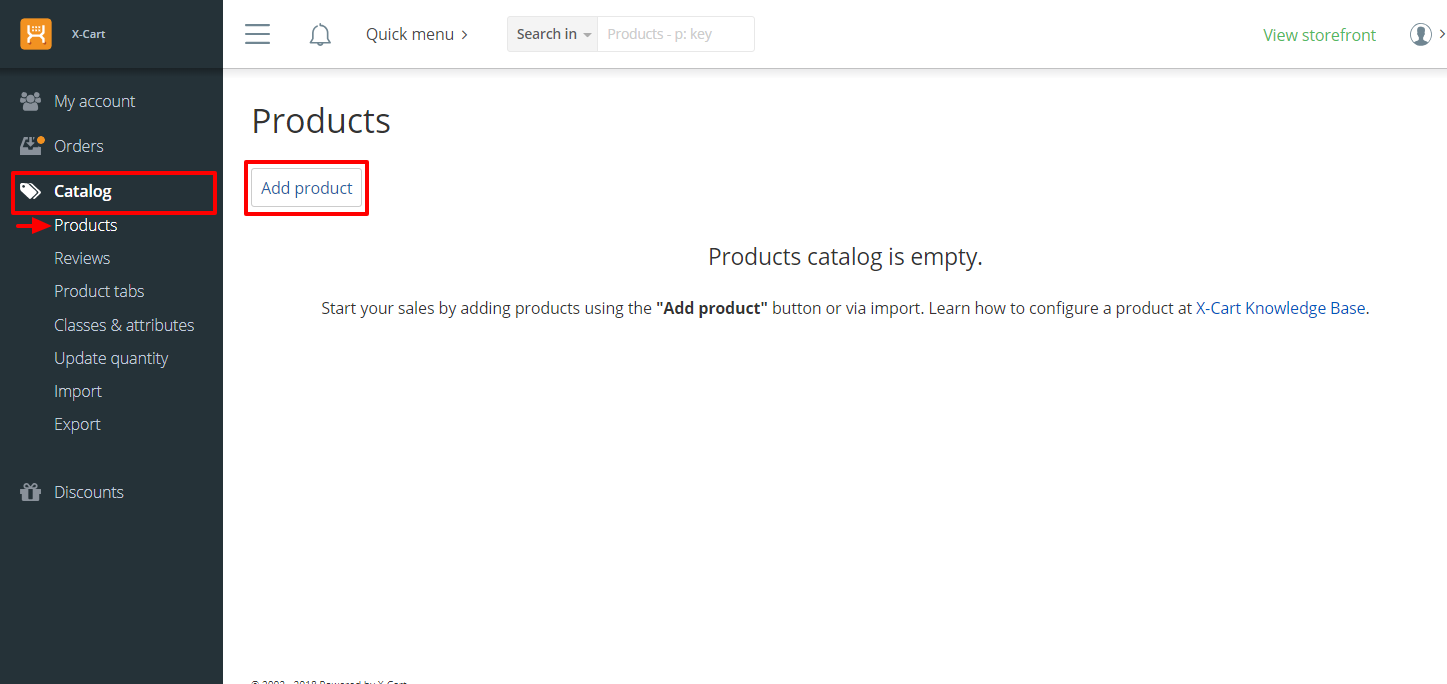 X-Cart
Quick menu
Search in
Products - p: key
View storefront
My account
Orders
Catalog
Products
Reviews
Product tabs
Classes & attributes
Update quantity
Import
Export
Discounts
Products
Add product
Products catalog is empty.
Start your sales by adding products using the "Add product" button or via import. Learn how to configure a product at X-Cart Knowledge Base.
© 2002 - 2018 Powered by X-Cart